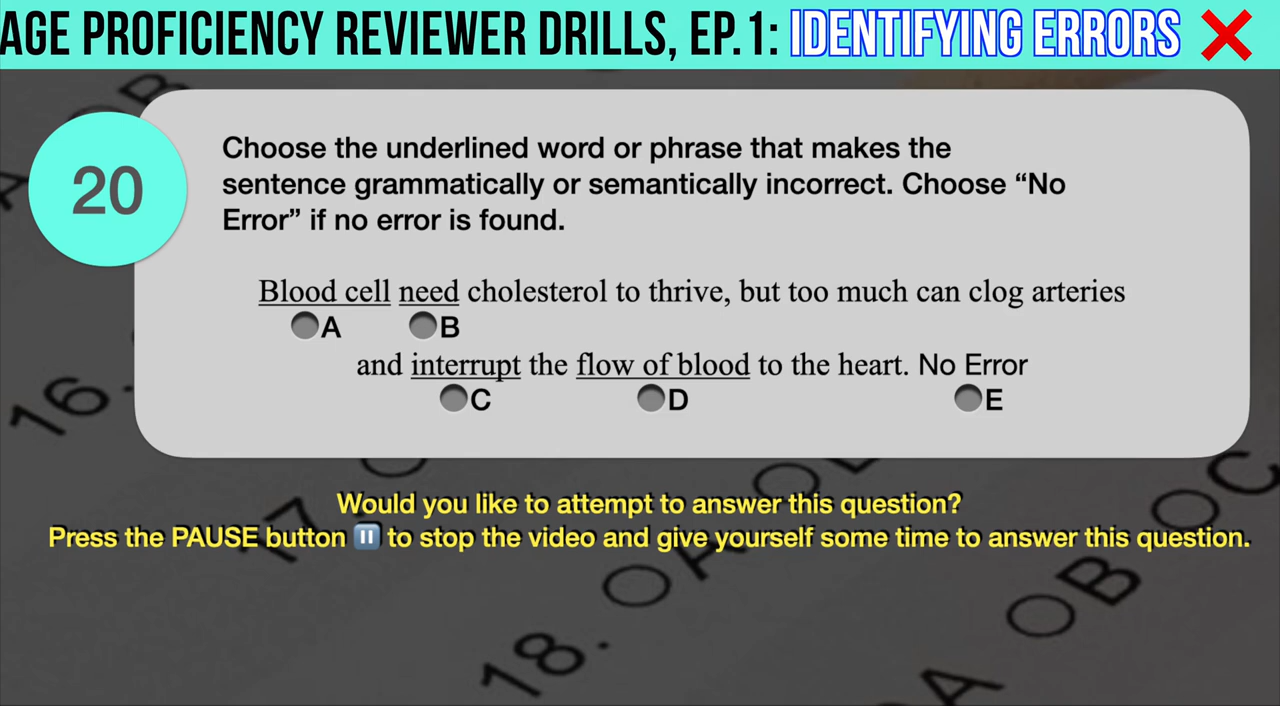 AGE PROFICIENCY REVIEWER DRILLS, EP.1: IDENTIFYING ERRORS
20
Choose the underlined word or phrase that makes the
sentence grammatically or semantically incorrect. Choose “No
Error” if no error is found.
Blood cell need cholesterol to thrive, but too much can clog arteries
A B
and interrupt the flow of blood to the heart. No Error
C D E
Would you like to attempt to answer this question?
Press the PAUSE button ⏸ to stop the video and give yourself some time to answer this question.
16.
17.
18. A
A B C